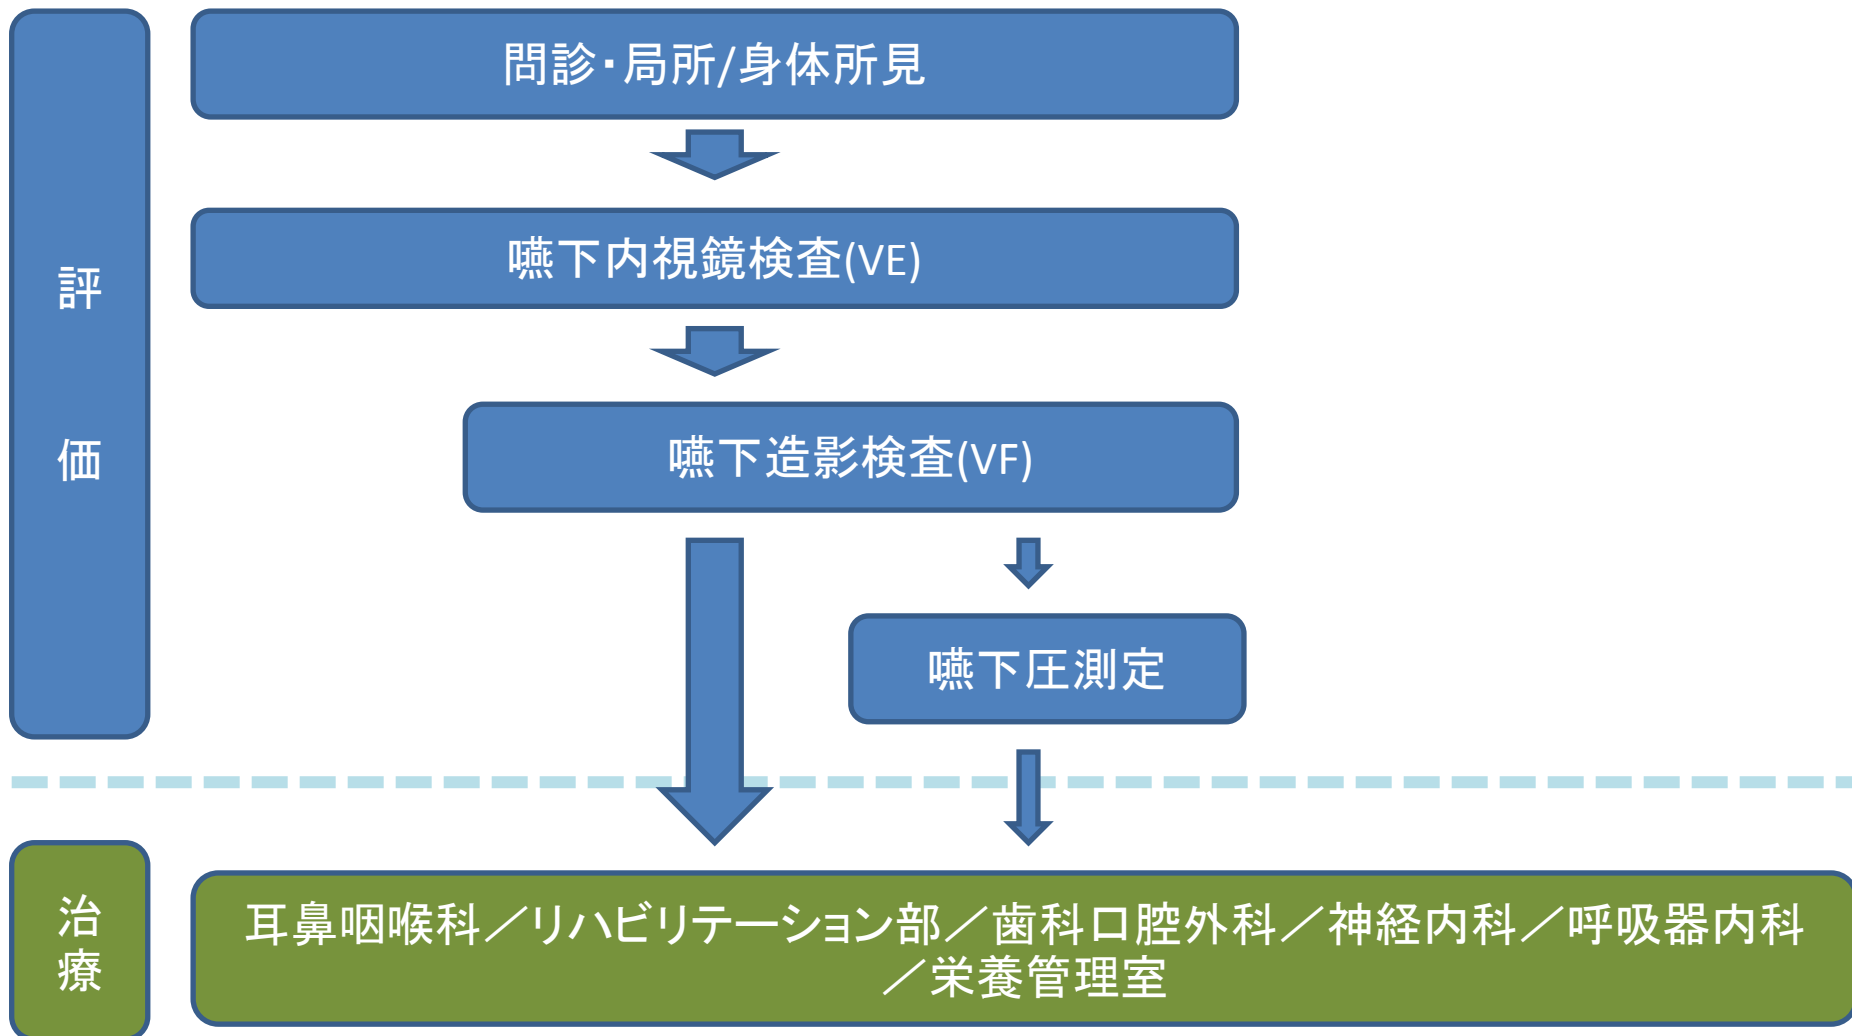 評価
問診・局所/身体所見
嚥下内視鏡検査(VE)
嚥下造影検査(VF)
嚥下圧測定
治療
耳鼻咽喉科／リハビリテーション部／歯科口腔外科／神経内科／呼吸器内科
／栄養管理室